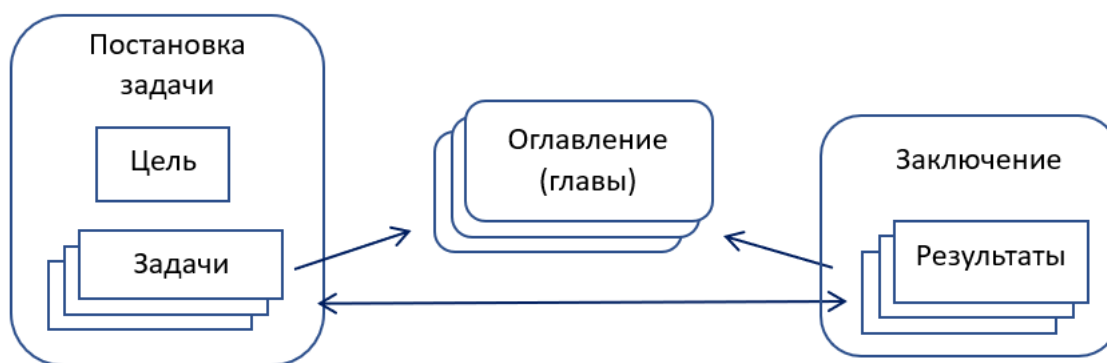 Постановка
задачи
Цель
Задачи
Оглавление
(главы)
Заключение
Результаты